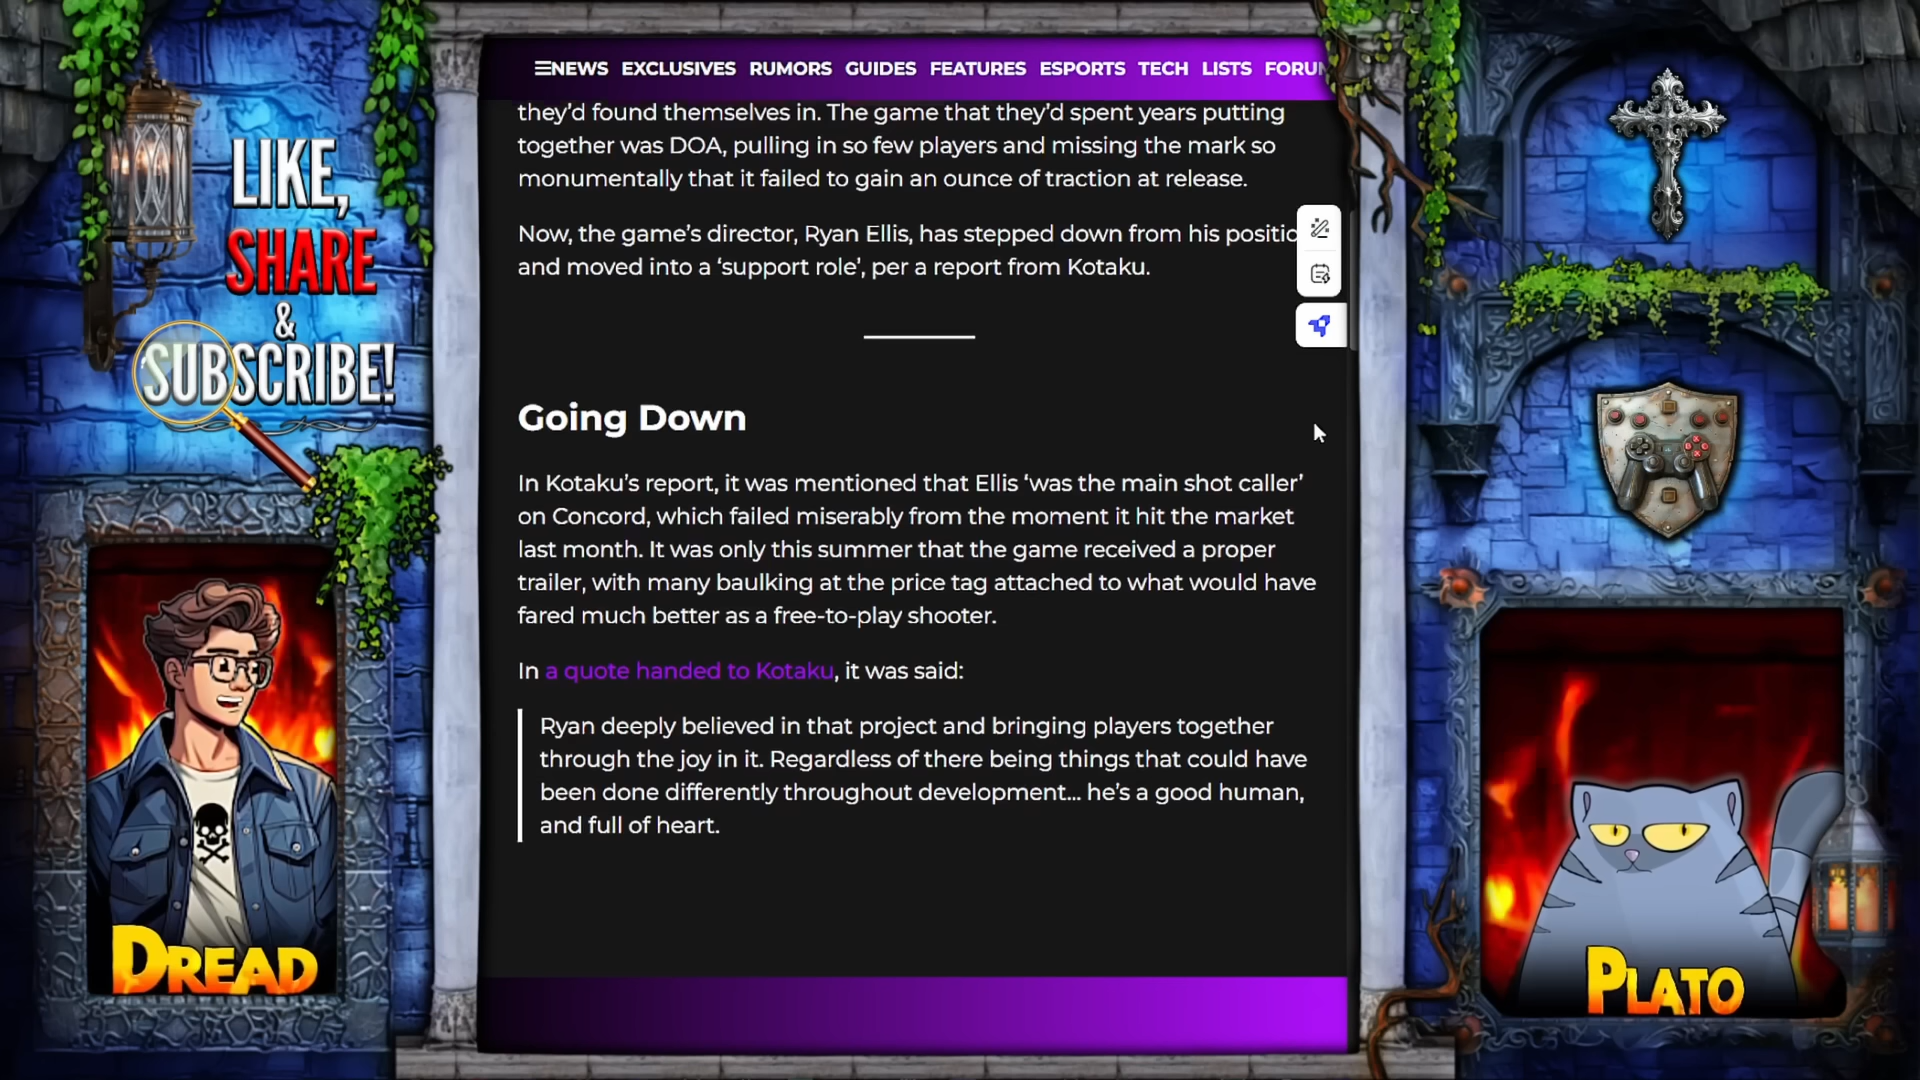 LIKE,
SHARE
&
SUBSCRIBE!
DREAD
NEWS EXCLUSIVES RUMORS GUIDES FEATURES ESPORTS TECH LISTS FORUM
they’d found themselves in. The game that they’d spent years putting
together was DOA, pulling in so few players and missing the mark so
monumentally that it failed to gain an ounce of traction at release.
Now, the game’s director, Ryan Ellis, has stepped down from his positio
and moved into a ‘support role’, per a report from Kotaku.
Going Down
In Kotaku’s report, it was mentioned that Ellis ‘was the main shot caller’
on Concord, which failed miserably from the moment it hit the market
last month. It was only this summer that the game received a proper
trailer, with many baulking at the price tag attached to what would have
fared much better as a free-to-play shooter.
In a quote handed to Kotaku, it was said:
Ryan deeply believed in that project and bringing players together
through the joy in it. Regardless of there being things that could have
been done differently throughout development... he’s a good human,
and full of heart.
PLATO